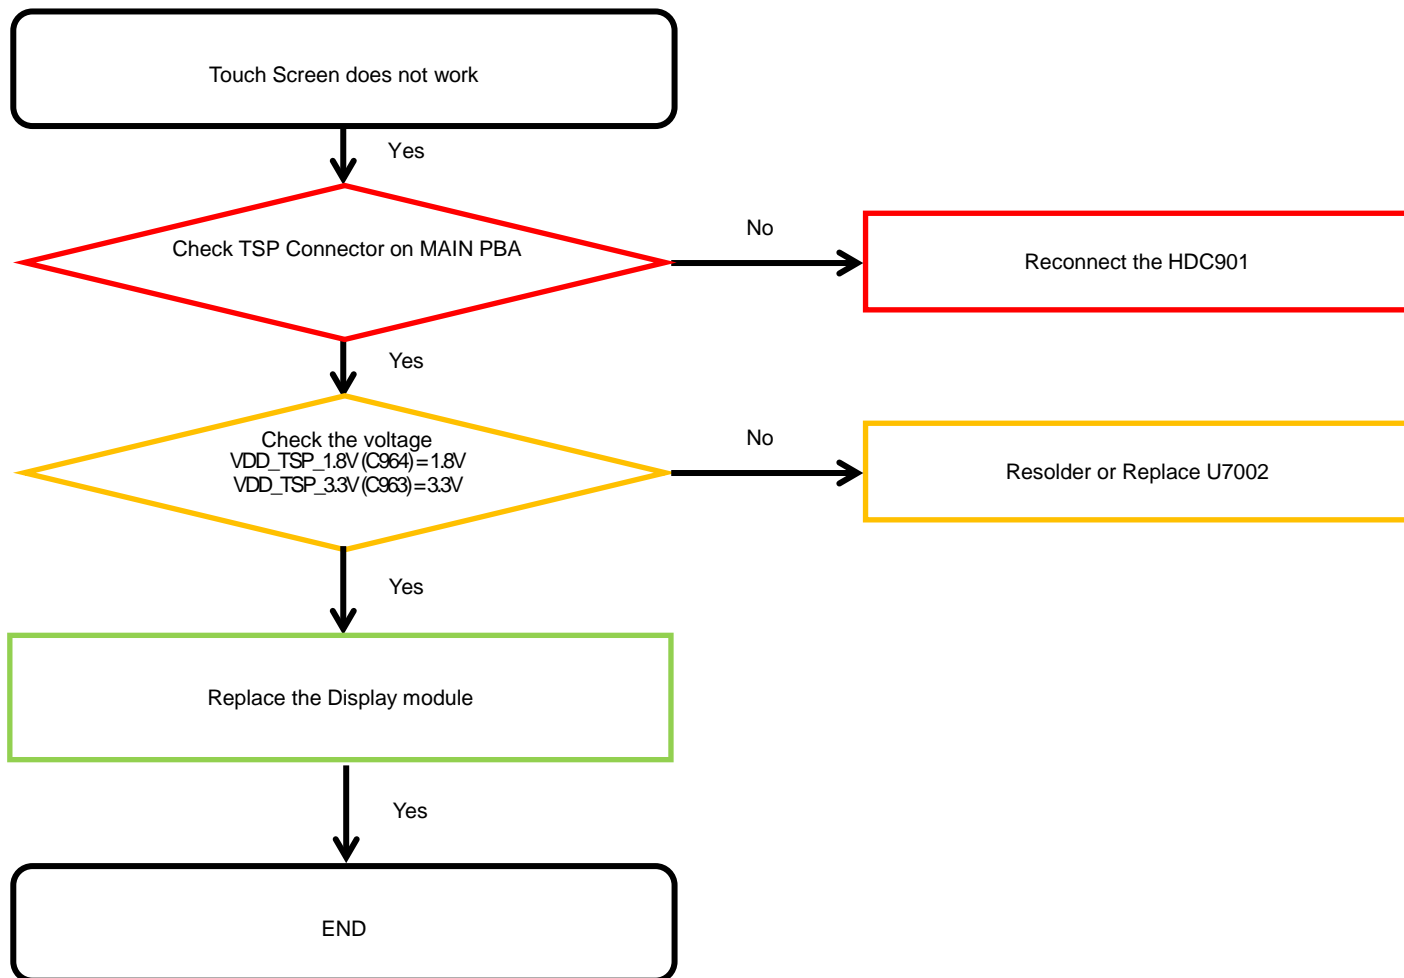 Touch Screen does not work
Yes
Check TSP Connector on MAIN PBA
No
Reconnect the HDC901
Yes
Check the voltage
VDD_TSP_1.8V (C964) = 1.8V
VDD_TSP_3.3V (C963) = 3.3V
No
Resolder or Replace U7002
Yes
Replace the Display module
Yes
END